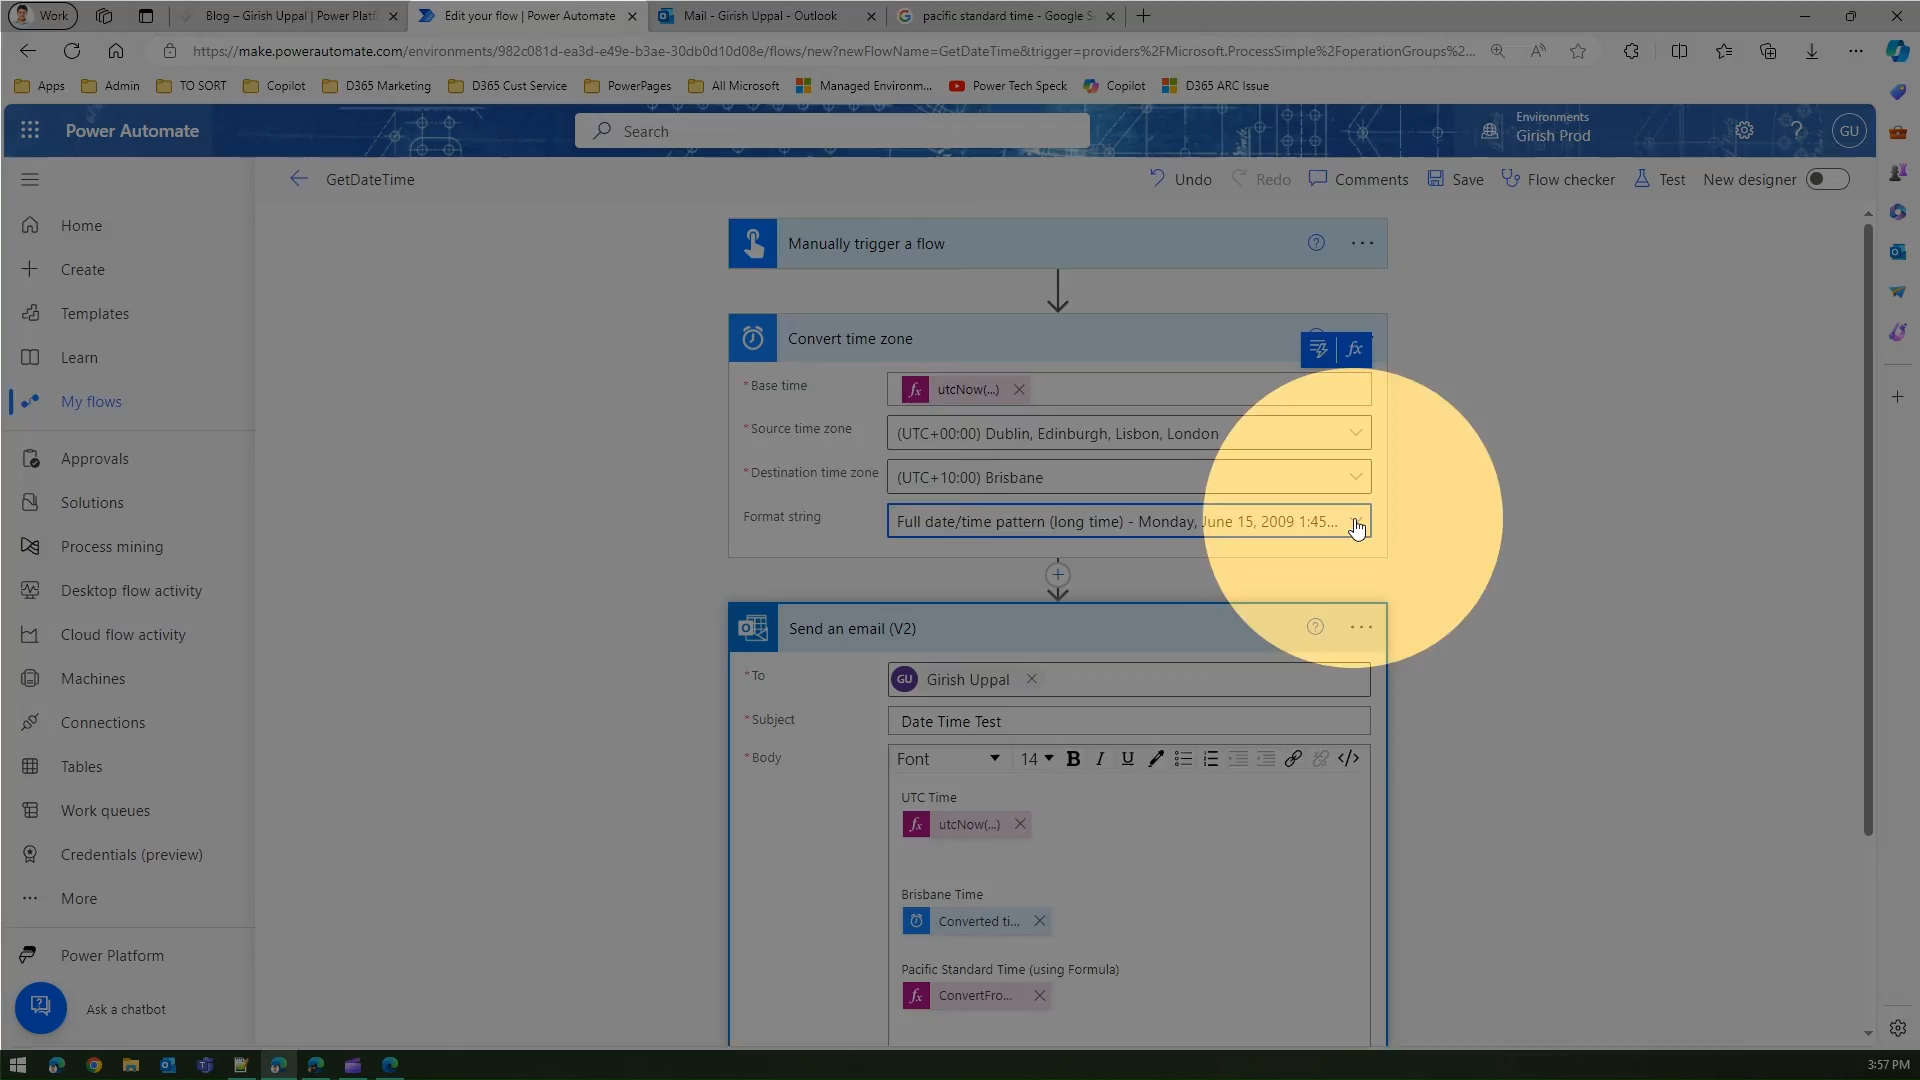 Work
Blog – Girish Uppal | Power Platf
Edit your flow | Power Automate
Mail - Girish Uppal - Outlook
pacific standard time - Google Se
https://make.powerautomate.com/environments/982c081d-ea3d-e49e-b3ae-30db0d10d08e/flows/new?newFlowName=GetDateTime&trigger=providers%2FMicrosoft.ProcessSimple%2FoperationGroups%2...
Apps
Admin
TO SORT
Copilot
D365 Marketing
D365 Cust Service
PowerPages
All Microsoft
Managed Environm...
Power Tech Speck
Copilot
D365 ARC Issue
Power Automate
Search
Environments
Girish Prod
GU
GetDateTime
Undo
Redo
Comments
Save
Flow checker
Test
New designer
Home
Create
Templates
Learn
My flows
Approvals
Solutions
Process mining
Desktop flow activity
Cloud flow activity
Machines
Connections
Tables
Work queues
Credentials (preview)
More
Power Platform
Ask a chatbot
Manually trigger a flow
Convert time zone
fx
*Base time
fx utcNow(...)
*Source time zone
(UTC+00:00) Dublin, Edinburgh, Lisbon, London
*Destination time zone
(UTC+10:00) Brisbane
Format string
Full date/time pattern (long time) - Monday, June 15, 2009 1:45...
Send an email (V2)
*To
GU Girish Uppal
*Subject
Date Time Test
*Body
Font 14 B I U </>
UTC Time
fx utcNow(...)
Brisbane Time
Converted ti...
Pacific Standard Time (using Formula)
fx ConvertFro...
3:57 PM